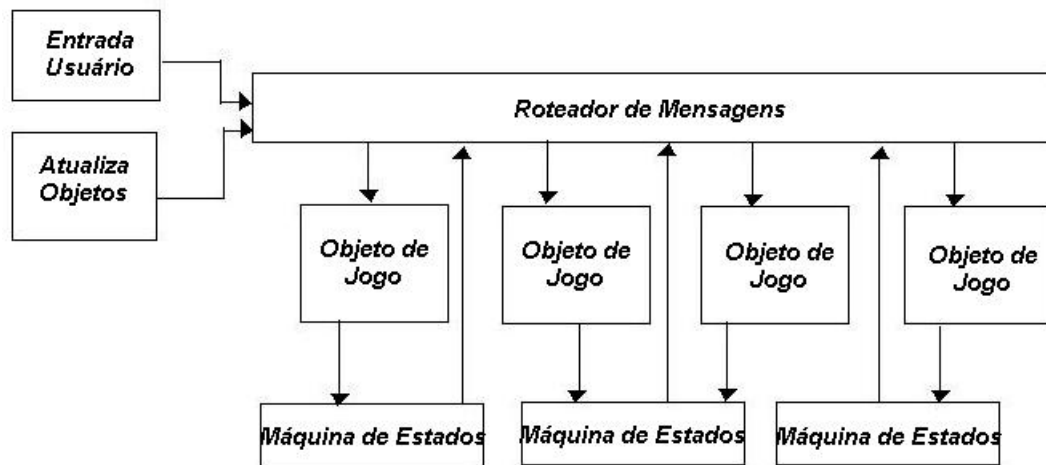 Entrada
Usuário
Roteador de Mensagens
Atualiza
Objetos
Objeto de
Jogo
Objeto de
Jogo
Objeto de
Jogo
Objeto de
Jogo
Máquina de Estados
Máquina de Estados
Máquina de Estados